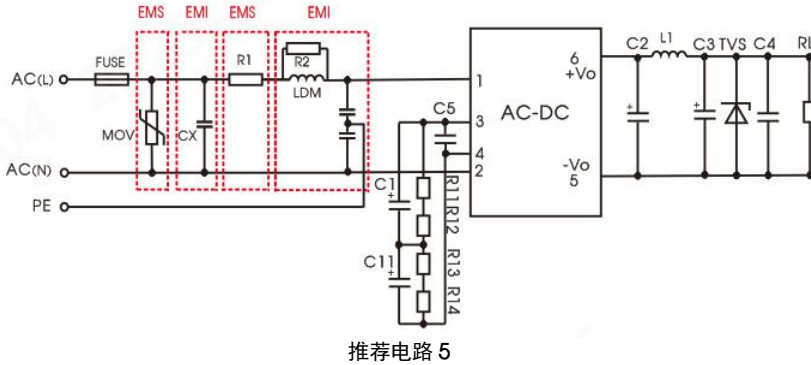 EMS EMI EMS EMI
FUSE R1 R2 LDM
AC(L)
MOV CX
AC(N)
PE
C5
1
3
4
2
AC-DC
6
+Vo
-Vo
5
C1
C11
R11
R12
R13
R14
C2 L1 C3 TVS C4 RL
+ + + +
推荐电路 5